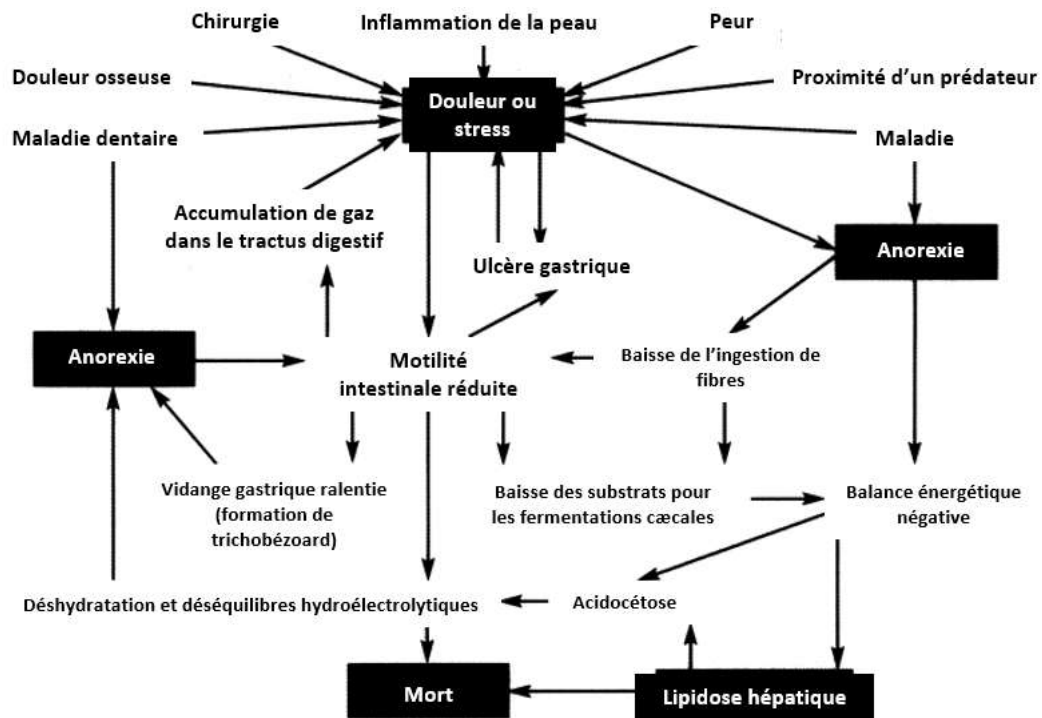 Chirurgie
Inflammation de la peau
Peur
Douleur osseuse
Douleur ou
stress
Proximité d’un prédateur
Maladie dentaire
Maladie
Accumulation de gaz
dans le tractus digestif
Ulcère gastrique
Anorexie
Anorexie
Motilité
intestinale réduite
Baisse de l’ingestion de
fibres
Vidange gastrique ralentie
(formation de
trichobézoard)
Baisse des substrats pour
les fermentations cæcales
Balance énergétique
négative
Déshydratation et déséquilibres hydroélectrolytiques
Acidocétose
Mort
Lipidose hépatique